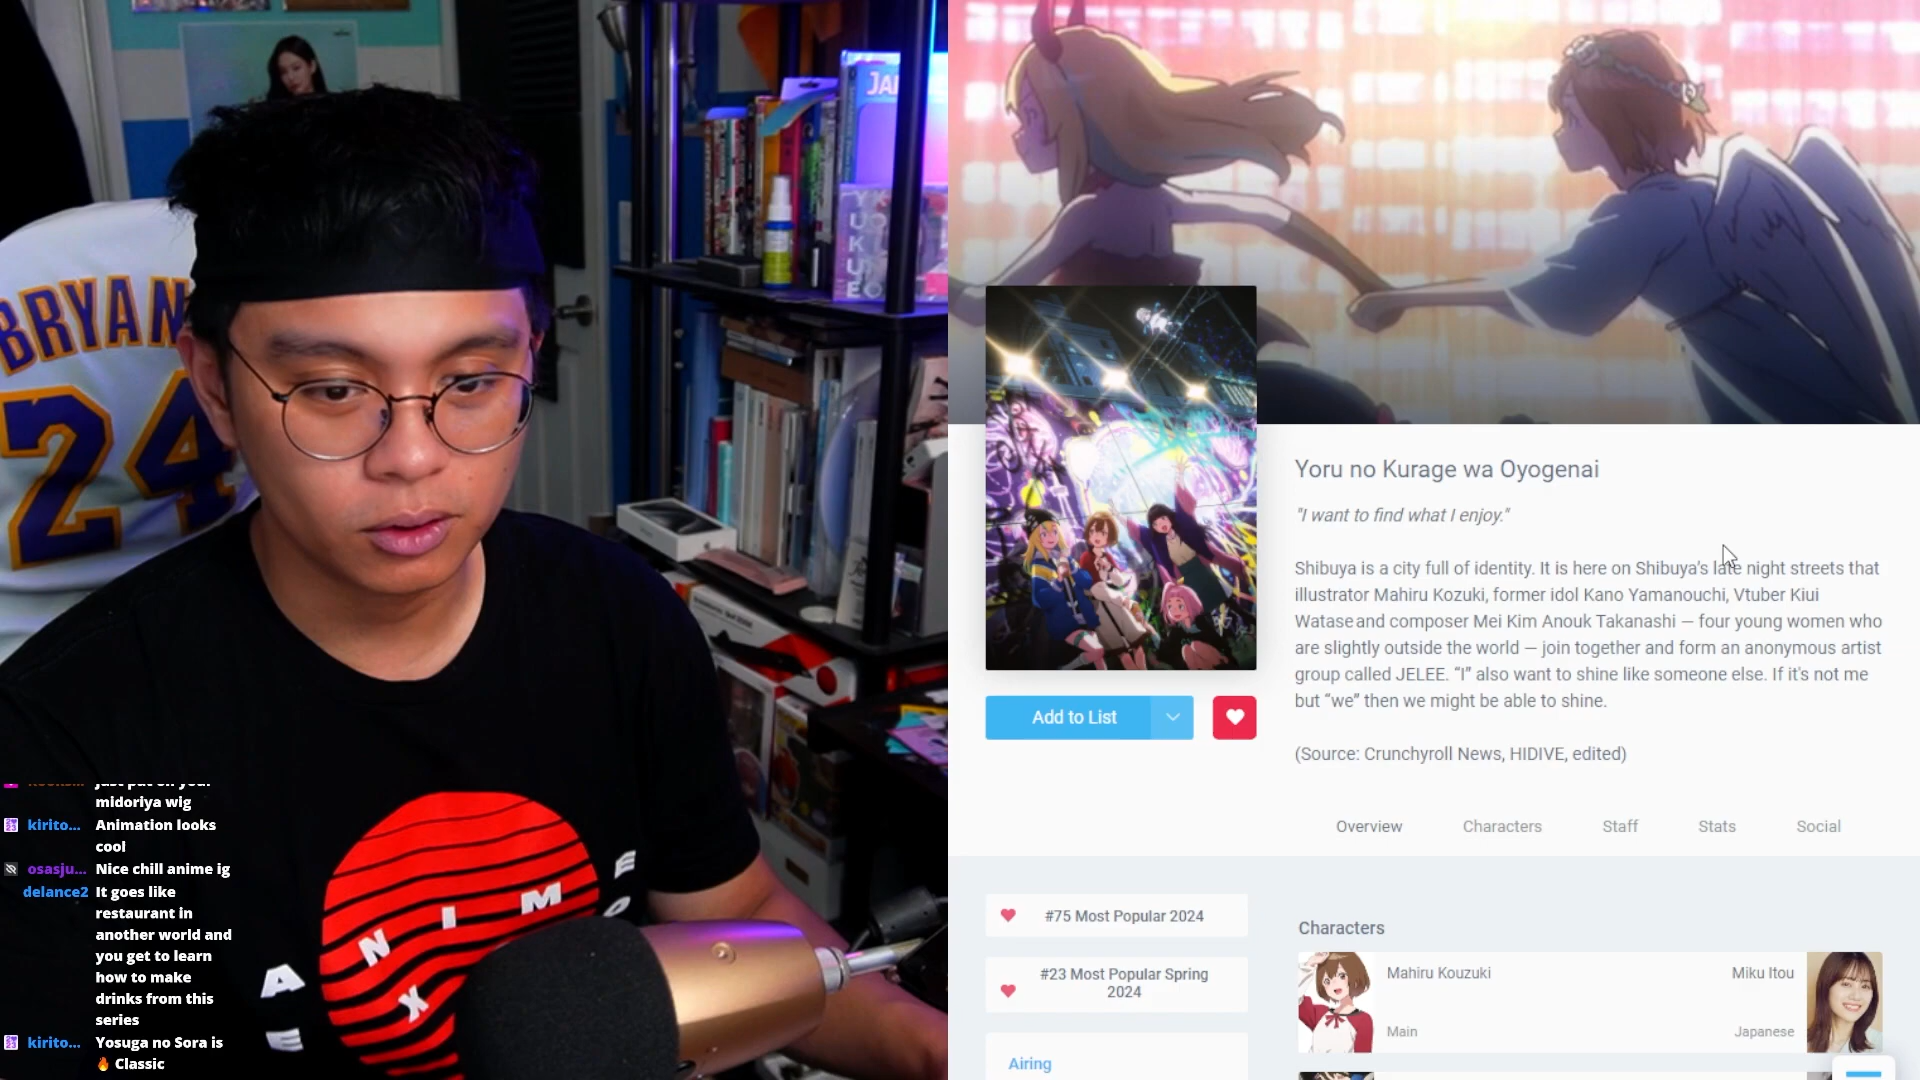 JA
BRYAN
24
YUKUE
ANIME
X
E
midoriya wig
kirito... Animation looks
cool
osasju... Nice chill anime ig
delance2 It goes like
restaurant in
another world and
you get to learn
how to make
drinks from this
series
kirito... Yosuga no Sora is
🔥 Classic
Yoru no Kurage wa Oyogenai
"I want to find what I enjoy."
Shibuya is a city full of identity. It is here on Shibuya's late night streets that
illustrator Mahiru Kozuki, former idol Kano Yamanouchi, Vtuber Kiui
Watase and composer Mei Kim Anouk Takanashi — four young women who
are slightly outside the world — join together and form an anonymous artist
group called JELEE. “I” also want to shine like someone else. If it's not me
but “we” then we might be able to shine.
(Source: Crunchyroll News, HIDIVE, edited)
Add to List
Overview Characters Staff Stats Social
#75 Most Popular 2024
#23 Most Popular Spring
2024
Airing
Characters
Mahiru Kouzuki Miku Itou
Main Japanese